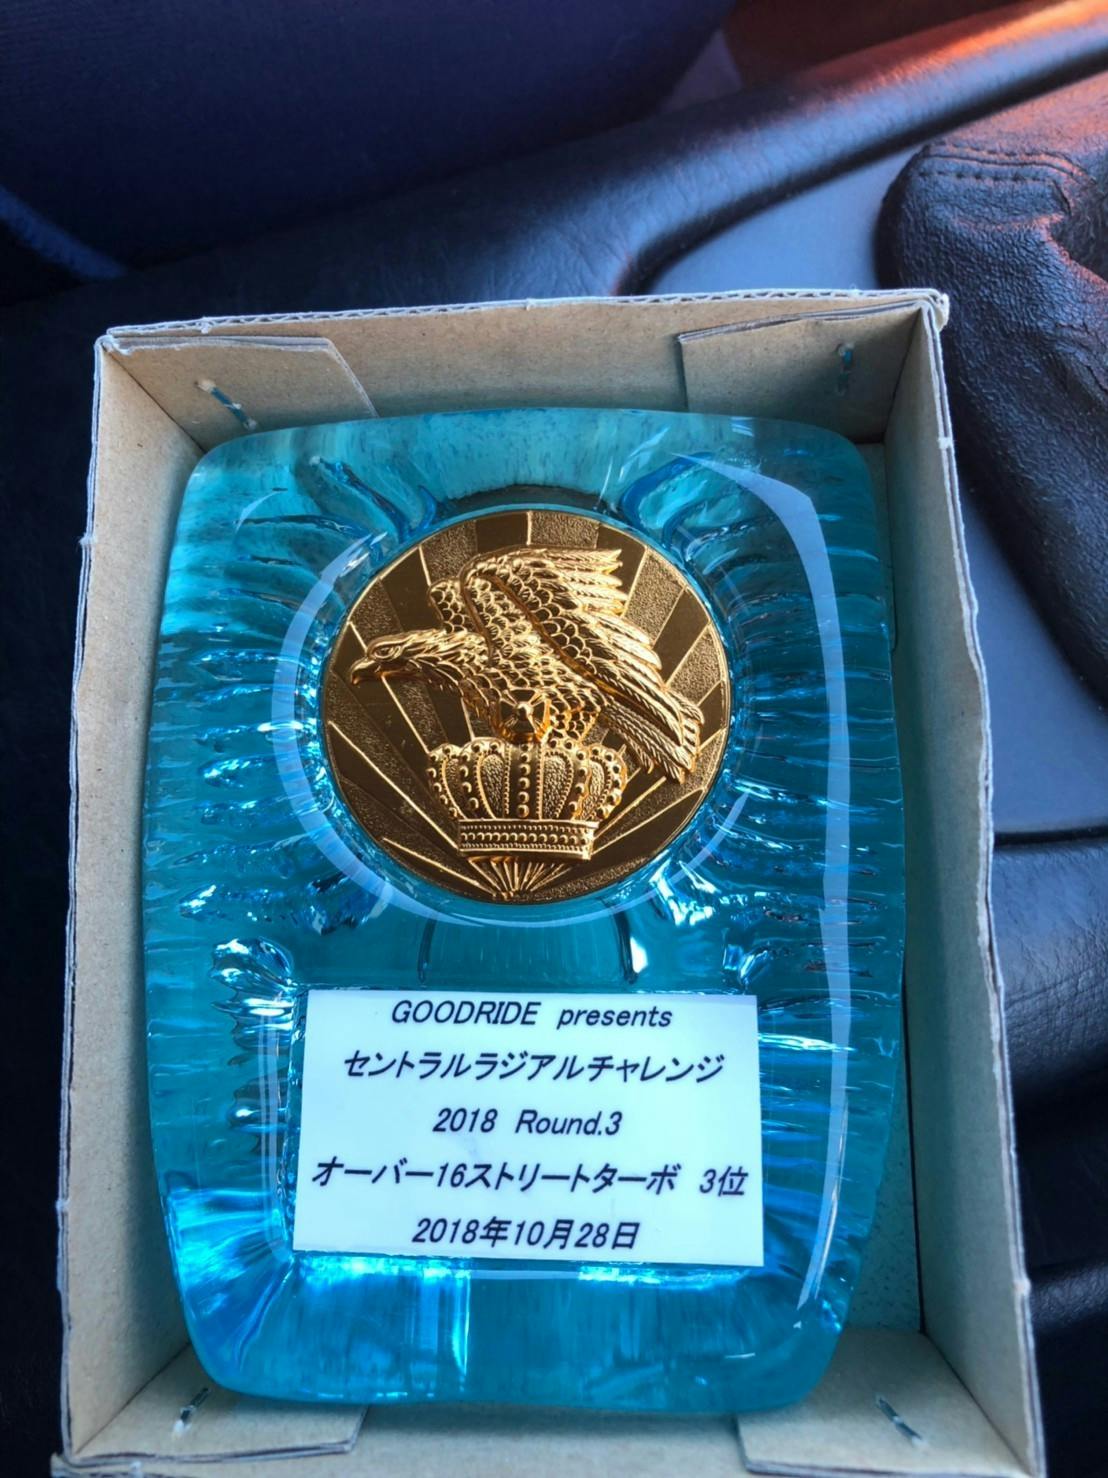 GOODRIDE presents
セントラルラジアルチャレンジ
2018 Round.3
オーバー16ストリートターボ 3位
2018年10月28日